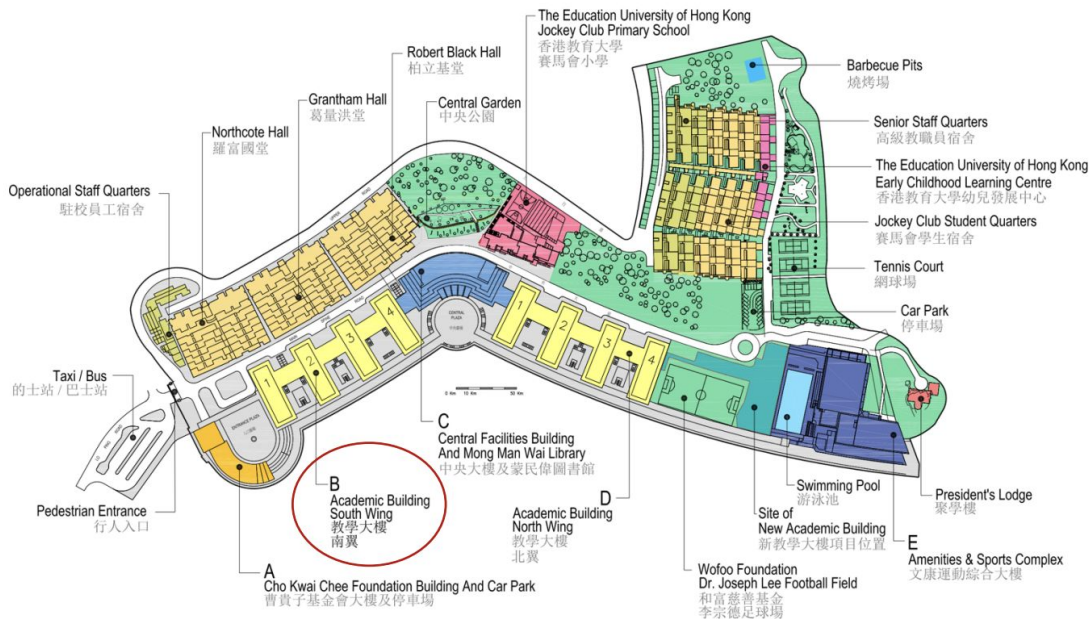 The Education University of Hong Kong
Jockey Club Primary School
香港教育大學
賽馬會小學
Robert Black Hall
柏立基堂
Central Garden
中央公園
Grantham Hall
葛量洪堂
Northcote Hall
羅富國堂
Operational Staff Quarters
駐校員工宿舍
Barbecue Pits
燒烤場
Senior Staff Quarters
高級教職員宿舍
The Education University of Hong Kong
Early Childhood Learning Centre
香港教育大學幼兒發展中心
Jockey Club Student Quarters
賽馬會學生宿舍
Tennis Court
網球場
Car Park
停車場
Taxi / Bus
的士站 / 巴士站
Pedestrian Entrance
行人入口
ENTRANCE PLAZA
CENTRAL
PLAZA
1
2
3
4
1
2
3
4
A
Cho Kwai Chee Foundation Building And Car Park
曹貴子基金會大樓及停車場
B
Academic Building
South Wing
教學大樓
南翼
C
Central Facilities Building
And Mong Man Wai Library
中央大樓及蒙民偉圖書館
D
Academic Building
North Wing
教學大樓
北翼
Wofoo Foundation
Dr. Joseph Lee Football Field
和富慈善基金
李宗德足球場
Site of
New Academic Building
新教學大樓項目位置
Swimming Pool
游泳池
President's Lodge
聚學樓
E
Amenities & Sports Complex
文康運動綜合大樓